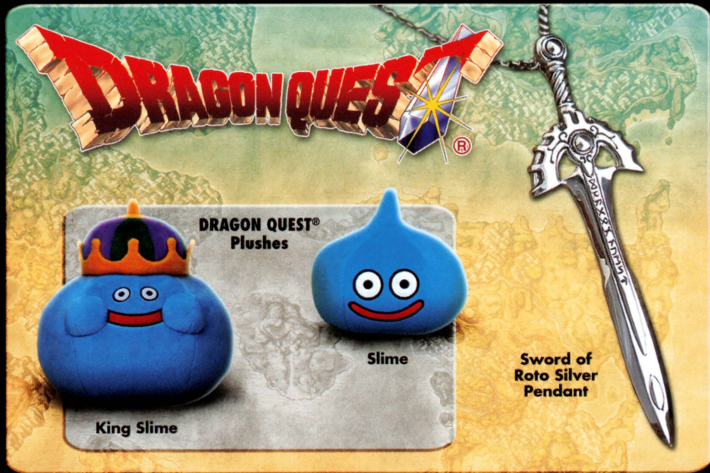 DRAGON QUEST®
DRAGON QUEST®
Plushes
King Slime
Slime
Sword of
Roto Silver
Pendant